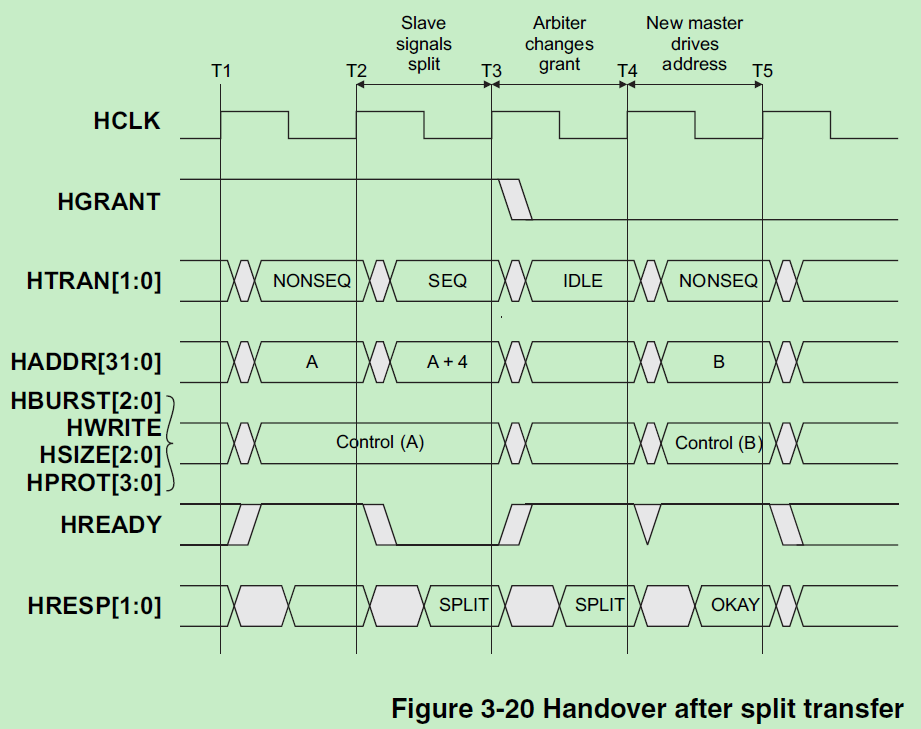 Slave
signals
split
Arbiter
changes
grant
New master
drives
address
T1
T2
T3
T4
T5
HCLK
HGRANT
HTRAN[1:0]
NONSEQ
SEQ
IDLE
NONSEQ
HADDR[31:0]
A
A + 4
B
HBURST[2:0]
HWRITE
HSIZE[2:0]
HPROT[3:0]
Control (A)
Control (B)
HREADY
HRESP[1:0]
SPLIT
SPLIT
OKAY
Figure 3-20 Handover after split transfer